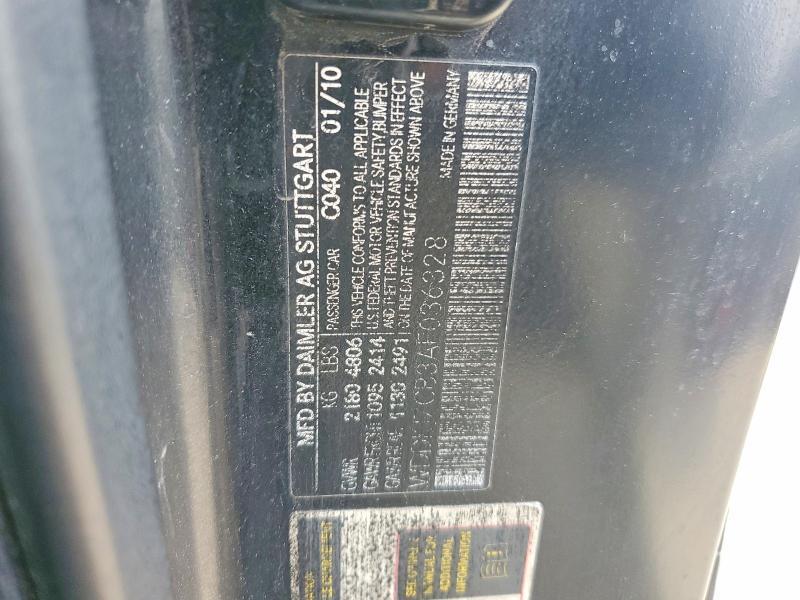 MFD BY DAIMLER AG STUTTGART
KG LBS PASSENGER CAR C040 01/10
GVWR 2180 4806 THIS VEHICLE CONFORMS TO ALL APPLICABLE
1095 2414 U.S. FEDERAL MOTOR VEHICLE SAFETY, BUMPER
1130 2491 AND THEFT PREVENTION STANDARDS IN EFFECT
ON THE DATE OF MANUFACTURE SHOWN ABOVE
MADE IN GERMANY
ADDITIONAL
INFORMATION